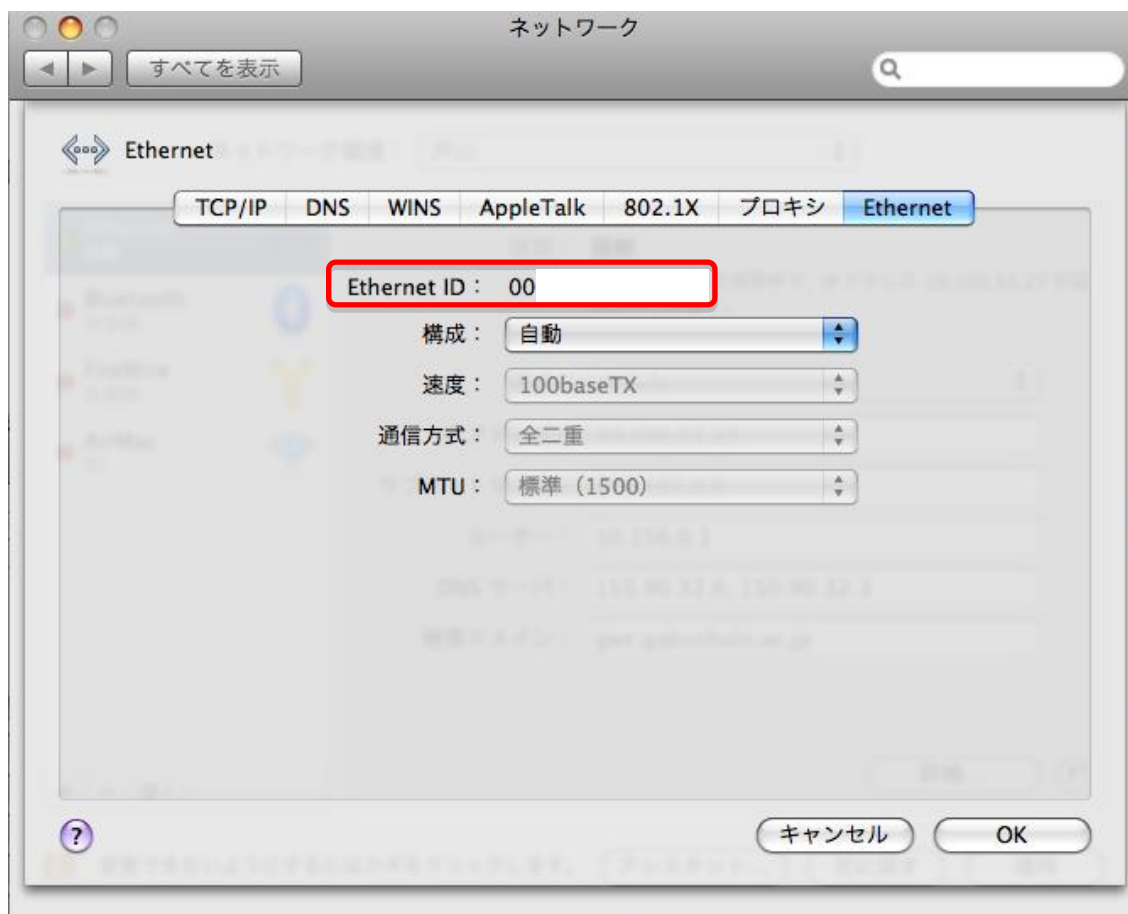 ネットワーク
すべてを表示
Ethernet
TCP/IP DNS WINS AppleTalk 802.1X プロキシ Ethernet
Ethernet ID： 00
構成： 自動
速度： 100baseTX
通信方式： 全二重
MTU： 標準（1500）
? キャンセル OK